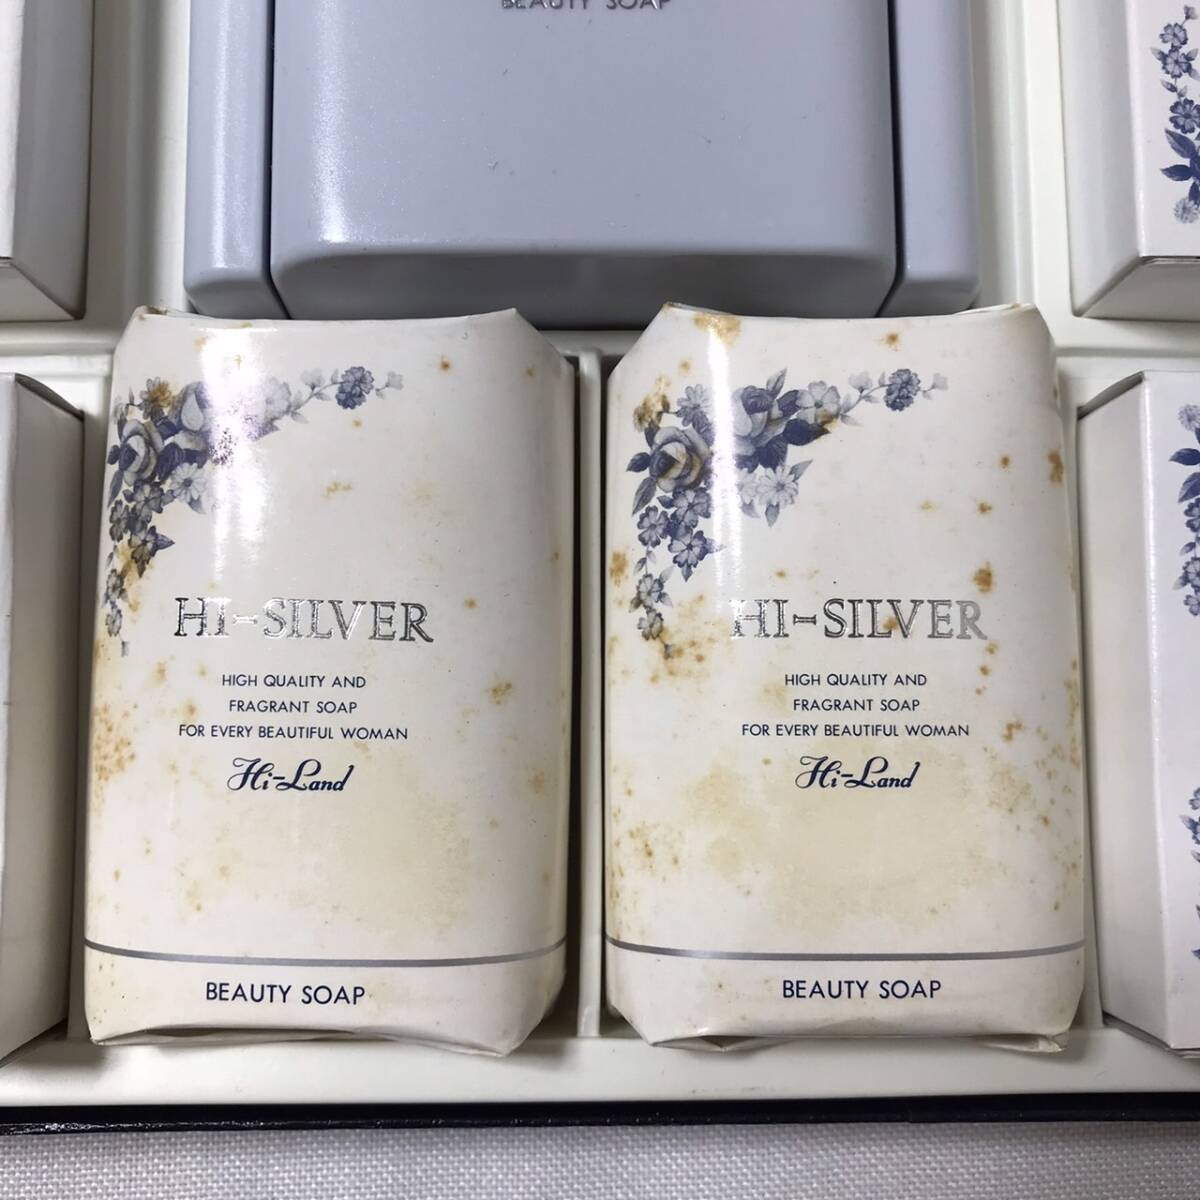 BEAUTY SOAP
HI-SILVER
HIGH QUALITY AND
FRAGRANT SOAP
FOR EVERY BEAUTIFUL WOMAN
Hi-Land
BEAUTY SOAP
HI-SILVER
HIGH QUALITY AND
FRAGRANT SOAP
FOR EVERY BEAUTIFUL WOMAN
Hi-Land
BEAUTY SOAP